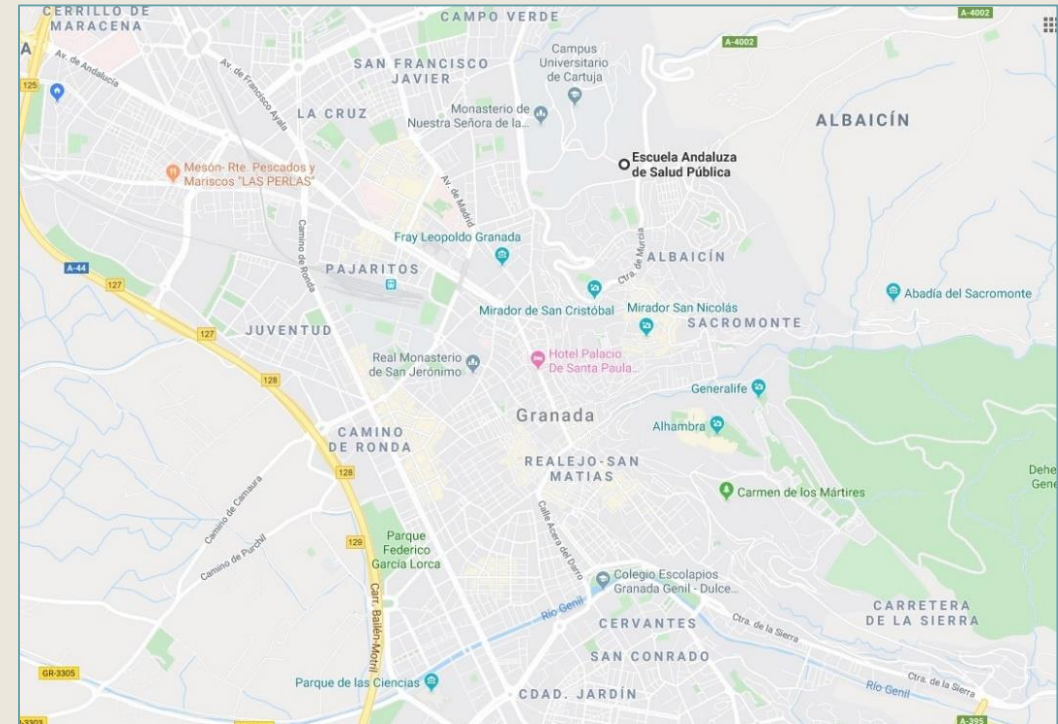 CERRILLO DE
MARACENA
CAMPO VERDE
A-4002
A-4002
A
Av. de Andalucía
Av. de Francisco Ayala
SAN FRANCISCO
JAVIER
Campus
Universitario
de Cartuja
125
LA CRUZ
Monasterio de
Nuestra Señora de la...
ALBAICÍN
Mesón- Rte. Pescados y
Mariscos "LAS PERLAS"
Escuela Andaluza
de Salud Pública
Av. de Madrid
Camino de Ronda
Fray Leopoldo Granada
Ctra. de Murcia
ALBAICÍN
A-44
127
PAJARITOS
Mirador de San Cristóbal
Mirador San Nicolás
Abadía del Sacromonte
SACROMONTE
127
JUVENTUD
Real Monasterio
de San Jerónimo
Hotel Palacio
De Santa Paula...
128
Generalife
Granada
Alhambra
CAMINO
DE RONDA
REALEJO-SAN
MATIAS
128
Dehe
Gene
Carmen de los Mártires
Camino de Camaura
Camino de Purchil
129
Parque
Federico
García Lorca
Calle Acera del Darro
Colegio Escolapios
Granada Genil - Dulce...
Carr. Bailén-Motril
Río Genil
CERVANTES
CARRETERA
DE LA SIERRA
Ctra. de la Sierra
SAN CONRADO
GR-3305
Parque de las Ciencias
CDAD. JARDÍN
Río Genil
Ctra. de la Sierra
-3303
A-395